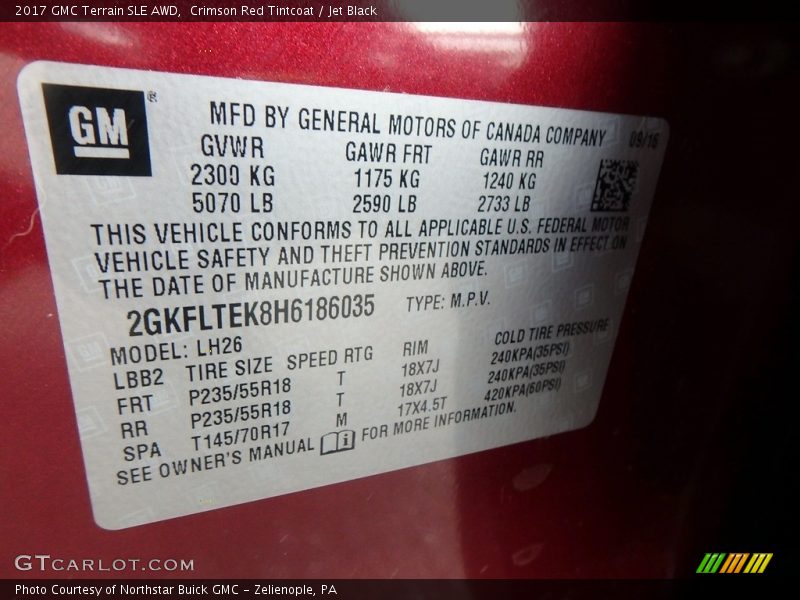 2017 GMC Terrain SLE AWD, Crimson Red Tintcoat / Jet Black
GM®
MFD BY GENERAL MOTORS OF CANADA COMPANY 09/16
GVWR GAWR FRT GAWR RR
2300 KG 1175 KG 1240 KG
5070 LB 2590 LB 2733 LB
THIS VEHICLE CONFORMS TO ALL APPLICABLE U.S. FEDERAL MOTOR
VEHICLE SAFETY AND THEFT PREVENTION STANDARDS IN EFFECT ON
THE DATE OF MANUFACTURE SHOWN ABOVE.
2GKFLTEK8H6186035 TYPE: M.P.V.
MODEL: LH26
LBB2 TIRE SIZE SPEED RTG RIM COLD TIRE PRESSURE
FRT P235/55R18 T 18X7J 240KPA(35PSI)
RR P235/55R18 T 18X7J 240KPA(35PSI)
SPA T145/70R17 M 17X4.5T 420KPA(60PSI)
SEE OWNER'S MANUAL i FOR MORE INFORMATION.
GTCARLOT.COM
Photo Courtesy of Northstar Buick GMC - Zelienople, PA